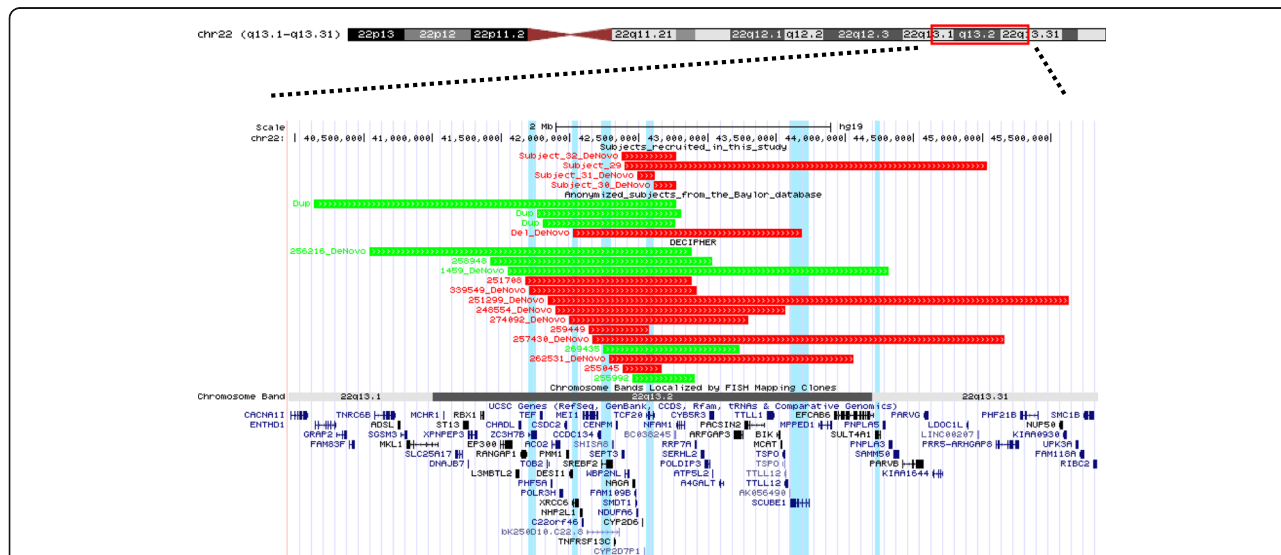 chr22 (q13.1-q13.31) 22p13 22p12 22p11.2 22q11.21 22q12.1 q12.2 22q12.3 22q13.1 q13.2 22q13.31
Scale 2 Mb hg19
chr22: 40,500,000 41,000,000 41,500,000 42,000,000 42,500,000 43,000,000 43,500,000 44,000,000 44,500,000 45,000,000 45,500,000
Subjects_recruited_in_this_study
Subject_32_DeNovo
Subject_29
Subject_31_DeNovo
Subject_30_DeNovo
Anonymized_subjects_from_the_Baylor_database
Dup
Dup
Dup
Del_DeNovo
DECIPHER
256216_DeNovo
258948
1459_DeNovo
251708
339549_DeNovo
251299_DeNovo
248554_DeNovo
274092_DeNovo
259449
257430_DeNovo
269435
262531_DeNovo
255045
255992
Chromosome Bands Localized by FISH Mapping Clones
Chromosome Band 22q13.1 22q13.2 22q13.31
UCSC Genes (RefSeq, GenBank, CCDS, Rfam, tRNAs & Comparative Genomics)
CACNA1I TNRC6B MCHR1 RBX1 TEF MEI1 TCF20 CYB5R3 TTLL1 EFCAB6 PARVG PHF21B SMC1B
ENTHD1 ADSL ST13 CHADL CSDC2 CENPM NFAM1 PACSIN2 MPPED1 PNPLA5 LDOC1L NUP50
GRAP2 SGSM3 XPNPEP3 ZC3H7B CCDC134 BC038245 ARFGAP3 BIK SULT4A1 LINC00207 KIAA0930
FAM83F MKL1 EP300 ACO2 SHISA8 RRP7A MCAT PNPLA3 PRR5-ARHGAP8 UPK3A
SLC25A17 RANGAP1 PMM1 SEPT3 SERHL2 TSPO SAMM50 FAM118A
DNAJB7 TOB2 SREBF2 POLDIP3 TSPO PARVB RIBC2
L3MBTL2 DESI1 WBP2NL ATP5L2 TTLL12 KIAA1644
PHF5A NAGA A4GALT TTLL12
POLR3H FAM109B AK056490
XRCC6 SMDT1 SCUBE1
NHP2L1 NDUFA6
C22orf46 CYP2D6
bK250D10.C22.8
TNFRSF13C
CYP2D7P1